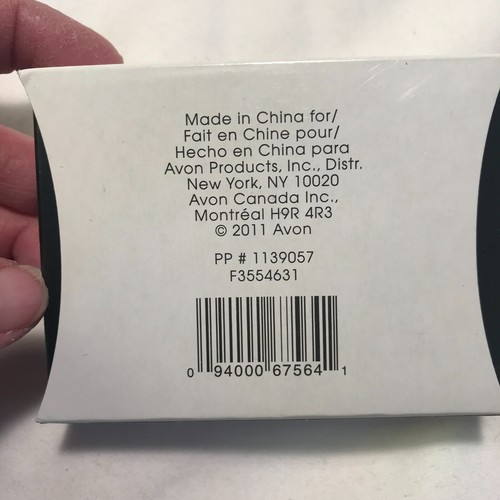 Made in China for/
Fait en Chine pour/
Hecho en China para
Avon Products, Inc., Distr.
New York, NY 10020
Avon Canada Inc.,
Montréal H9R 4R3
© 2011 Avon
PP # 1139057
F3554631
0 94000 67564 1